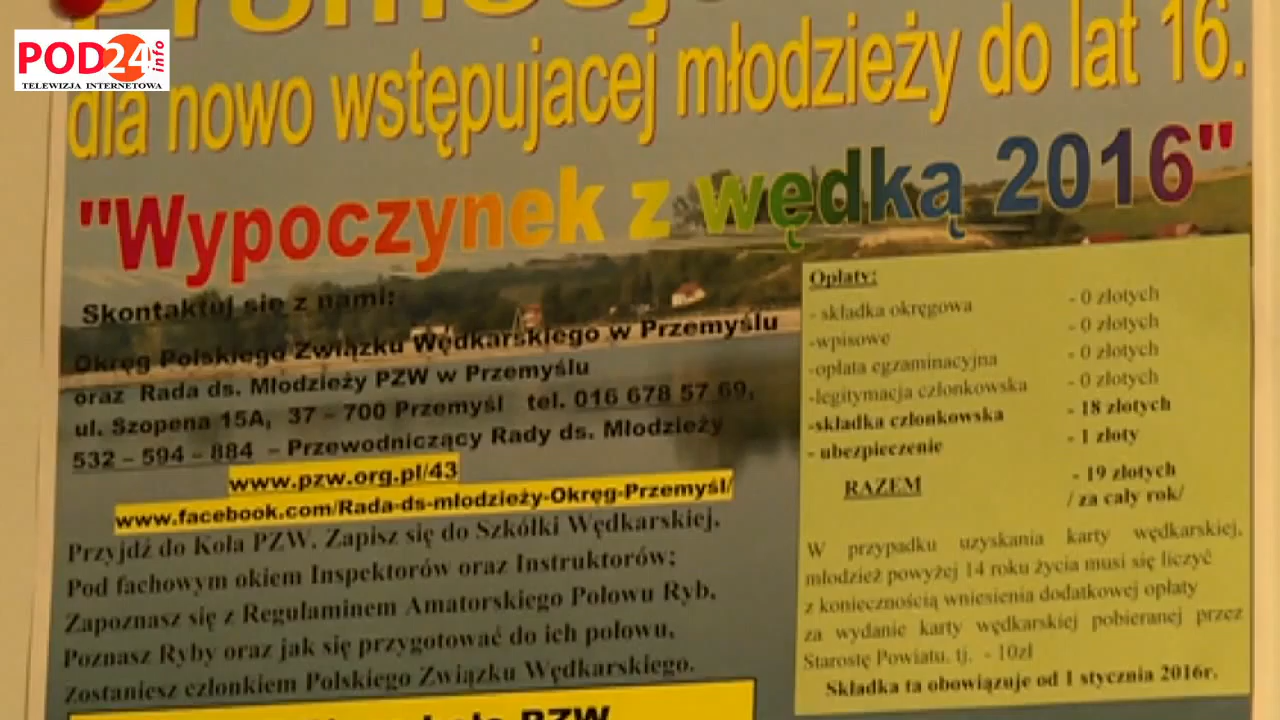 POD24info
TELEWIZJA INTERNETOWA
dla nowo wstępujacej młodzieży do lat 16.
"Wypoczynek z wędką 2016"
Skontaktuj się z nami:
Okręg Polskiego Związku Wędkarskiego w Przemyślu
oraz Rada ds. Młodzieży PZW w Przemyślu
ul. Szopena 15A, 37 – 700 Przemyśl tel. 016 678 57 69,
532 – 594 – 884 – Przewodniczący Rady ds. Młodzieży
www.pzw.org.pl/43
www.facebook.com/Rada-ds-młodzieży-Okręg-Przemyśl/
Przyjdź do Koła PZW. Zapisz się do Szkółki Wędkarskiej,
Pod fachowym okiem Inspektorów oraz Instruktorów;
Zapoznasz się z Regulaminem Amatorskiego Połowu Ryb,
Poznasz Ryby oraz jak się przygotować do ich połowu,
Zostaniesz członkiem Polskiego Związku Wędkarskiego.
Opłaty:
- składka okręgowa - 0 złotych
-wpisowe - 0 złotych
-opłata egzaminacyjna - 0 złotych
-legitymacja członkowska - 0 złotych
-składka członkowska - 18 złotych
- ubezpieczenie - 1 złoty
RAZEM - 19 złotych
/ za cały rok/
W przypadku uzyskania karty wędkarskiej,
młodzież powyżej 14 roku życia musi się liczyć
z koniecznością wniesienia dodatkowej opłaty
za wydanie karty wędkarskiej pobieranej przez
Starostę Powiatu, tj. - 10zł
Składka ta obowiązuje od 1 stycznia 2016r.
PZW